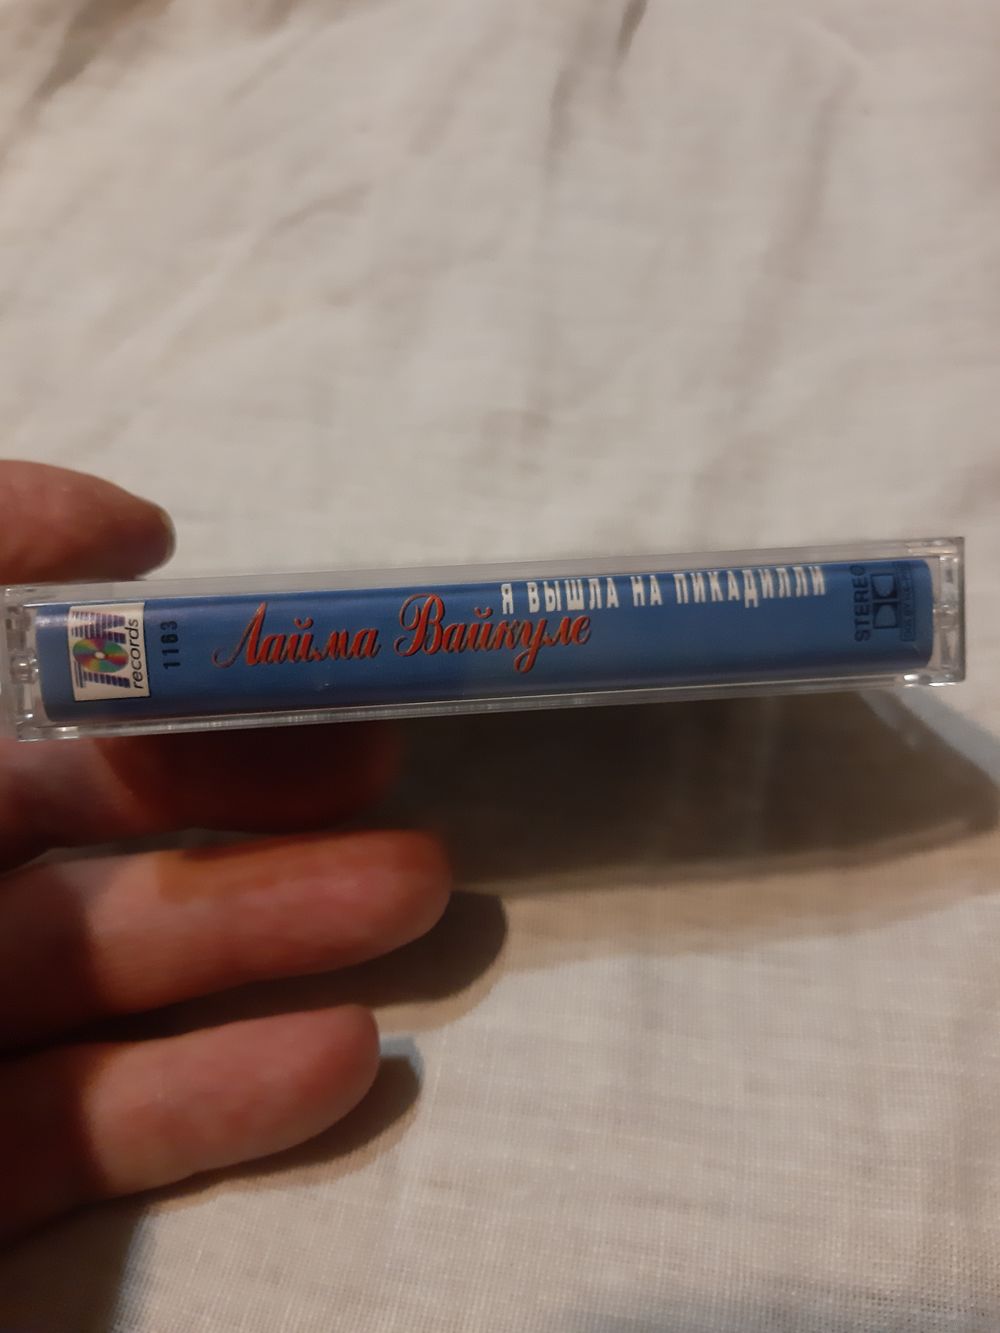 records
1163
Лайма Вайкуле
Я ВЫШЛА НА ПИКАДИЛЛИ
STEREO